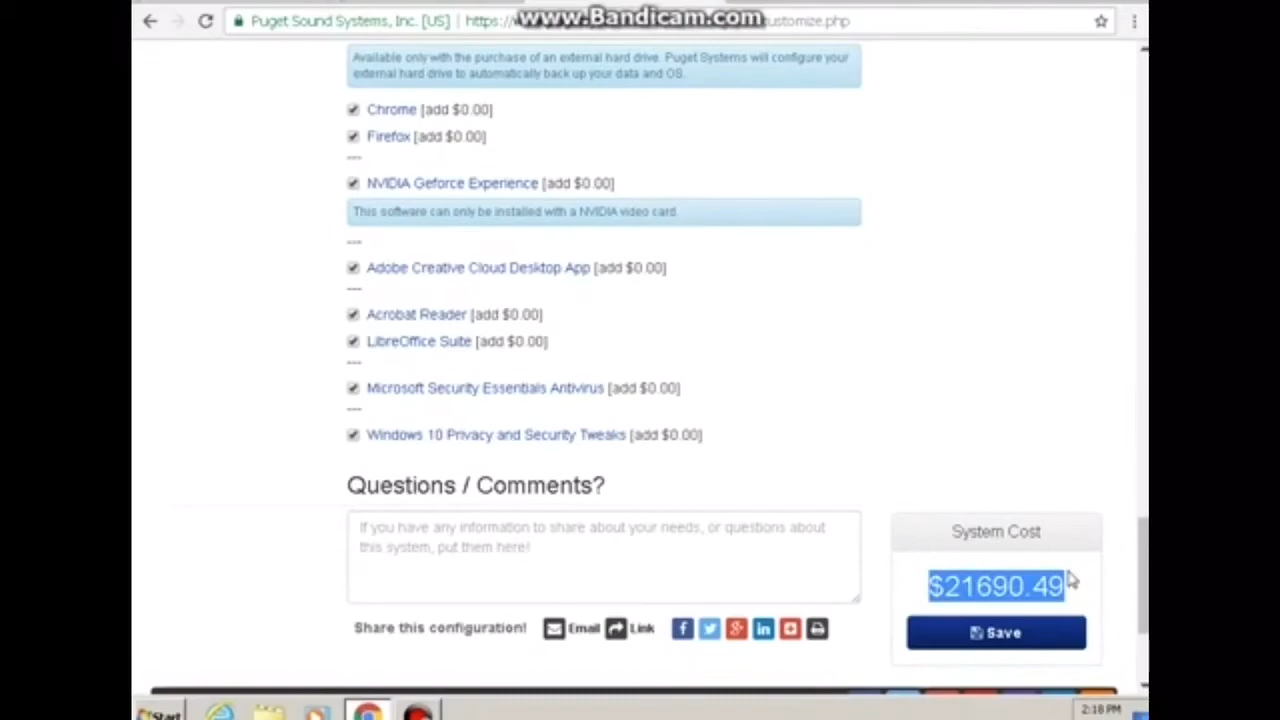 www.Bandicam.com
Puget Sound Systems, Inc. [US] | https://w customize.php
Available only with the purchase of an external hard drive. Puget Systems will configure your
external hard drive to automatically back up your data and OS.
Chrome [add $0.00]
Firefox [add $0.00]
---
NVIDIA Geforce Experience [add $0.00]
This software can only be installed with a NVIDIA video card.
---
Adobe Creative Cloud Desktop App [add $0.00]
---
Acrobat Reader [add $0.00]
LibreOffice Suite [add $0.00]
---
Microsoft Security Essentials Antivirus [add $0.00]
---
Windows 10 Privacy and Security Tweaks [add $0.00]
Questions / Comments?
If you have any information to share about your needs, or questions about
this system, put them here!
System Cost
$21690.49
Save
Share this configuration! Email Link
Start
2:18 PM